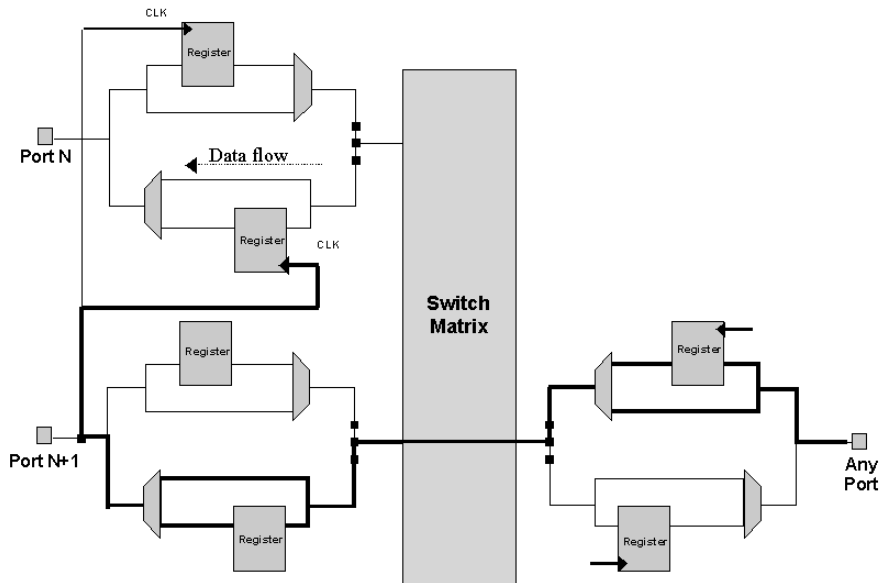 CLK
Register
Port N
Data flow
Register
CLK
Switch
Matrix
Register
Register
Port N+1
Any
Port
Register
Register